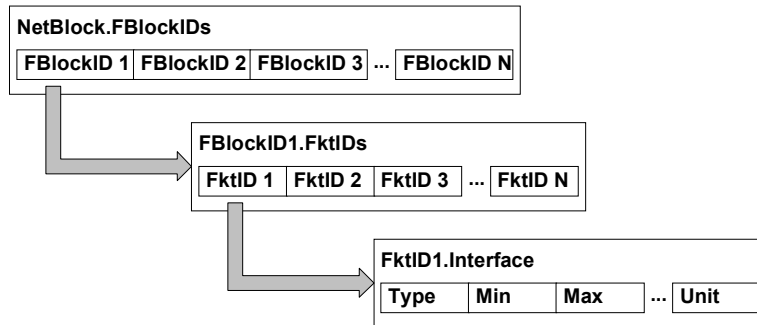 NetBlock.FBlockIDs
FBlockID 1 FBlockID 2 FBlockID 3 ... FBlockID N
FBlockID1.FktIDs
FktID 1 FktID 2 FktID 3 ... FktID N
FktID1.Interface
Type Min Max ... Unit